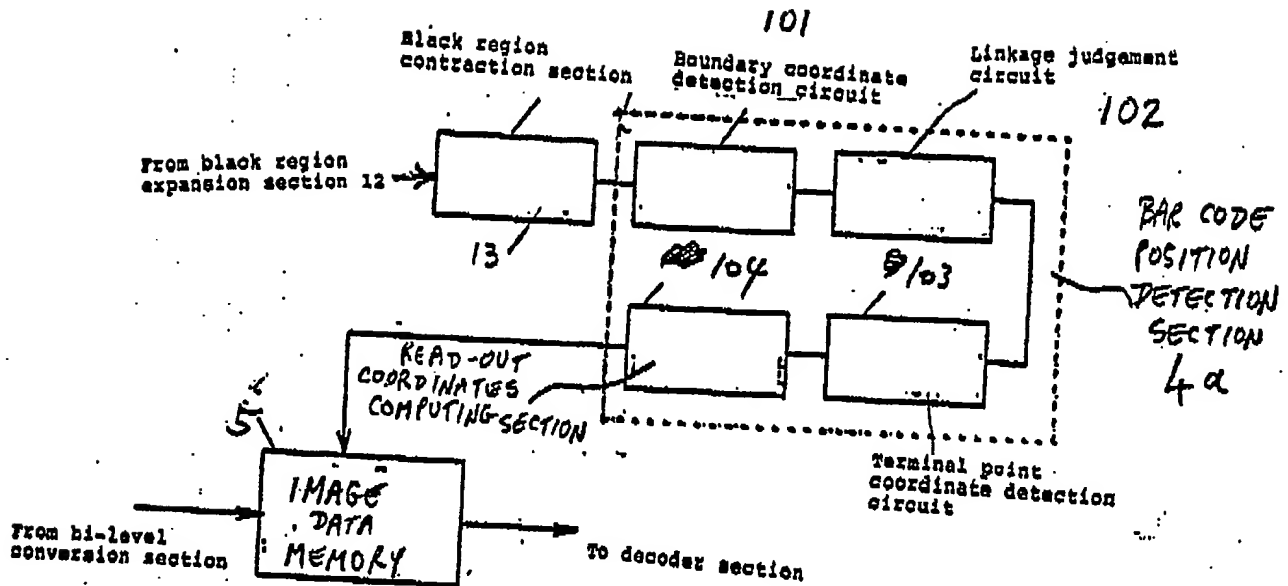 101
Black region
contraction section
Boundary coordinate
detection circuit
Linkage judgement
circuit
102
From black region
expansion section 12
13
104
103
BAR CODE
POSITION
DETECTION
SECTION
4a
READ-OUT
COORDINATES
COMPUTING SECTION
5
IMAGE
DATA
MEMORY
Terminal point
coordinate detection
circuit
From bi-level
conversion section
To decoder section